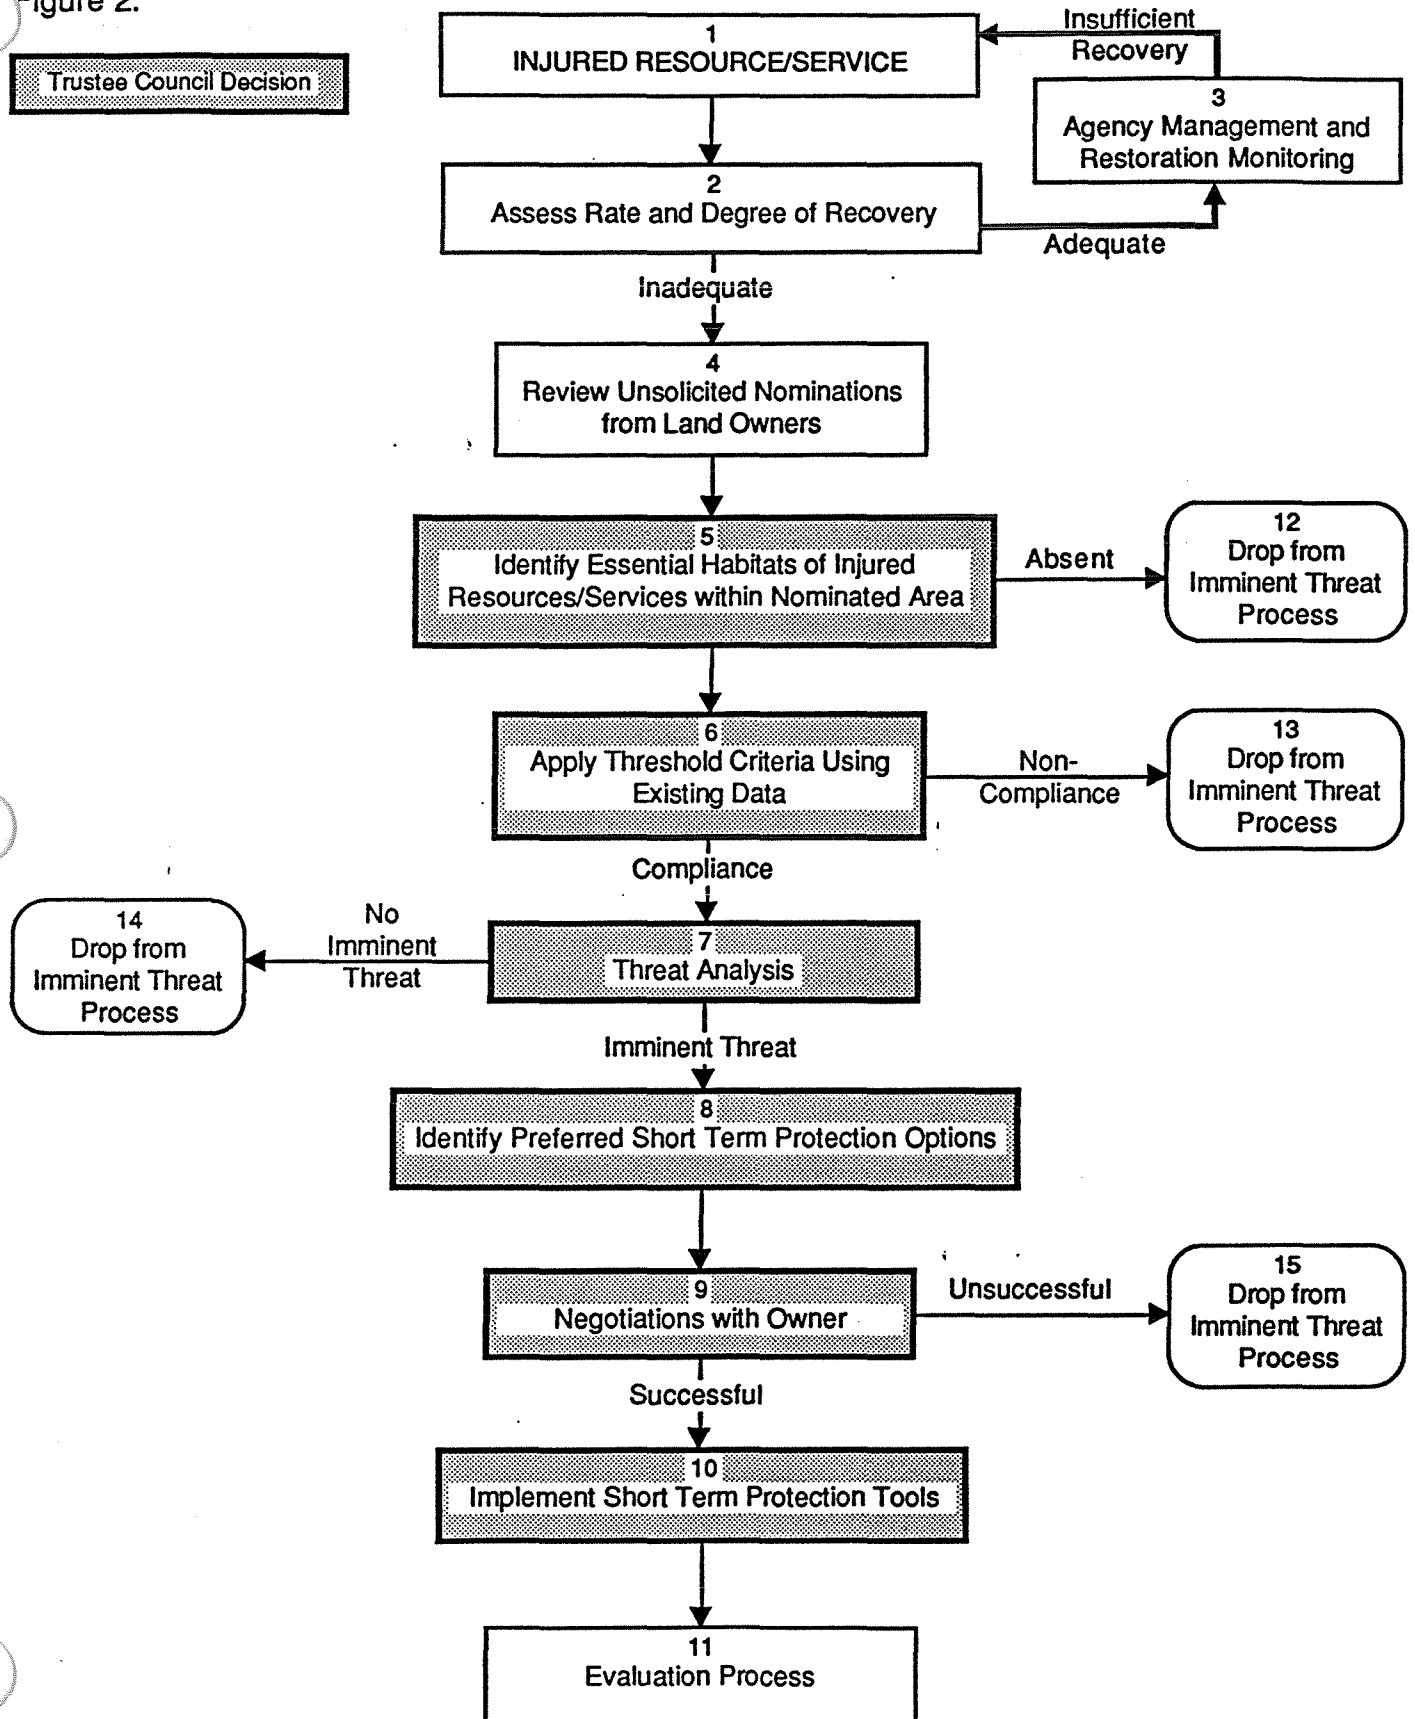 Figure 2.
Trustee Council Decision
1
INJURED RESOURCE/SERVICE
Insufficient
Recovery
3
Agency Management and
Restoration Monitoring
2
Assess Rate and Degree of Recovery
Adequate
Inadequate
4
Review Unsolicited Nominations
from Land Owners
5
Identify Essential Habitats of Injured
Resources/Services within Nominated Area
Absent
12
Drop from
Imminent Threat
Process
6
Apply Threshold Criteria Using
Existing Data
Non-
Compliance
13
Drop from
Imminent Threat
Process
Compliance
7
Threat Analysis
No
Imminent
Threat
14
Drop from
Imminent Threat
Process
Imminent Threat
8
Identify Preferred Short Term Protection Options
9
Negotiations with Owner
Unsuccessful
15
Drop from
Imminent Threat
Process
Successful
10
Implement Short Term Protection Tools
11
Evaluation Process